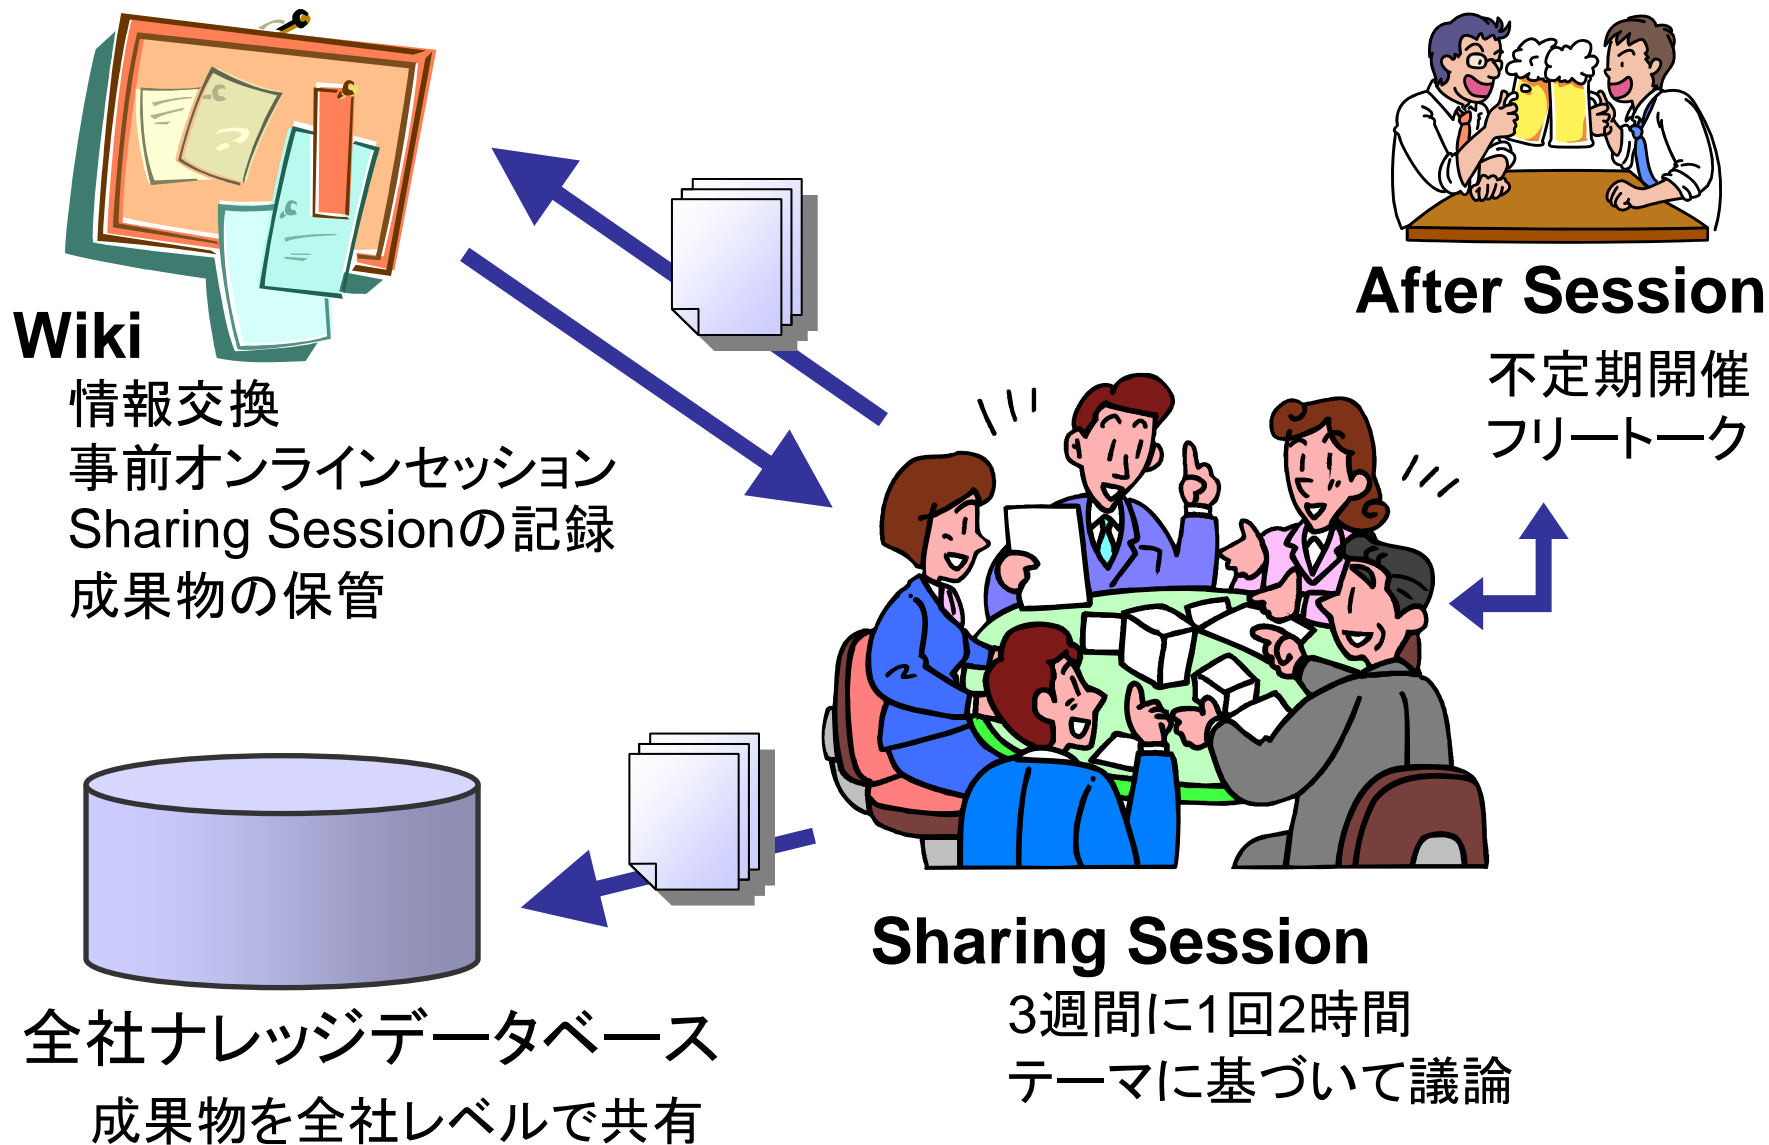 Wiki
情報交換
事前オンラインセッション
Sharing Sessionの記録
成果物の保管
After Session
不定期開催
フリートーク
Sharing Session
3週間に1回2時間
テーマに基づいて議論
全社ナレッジデータベース
成果物を全社レベルで共有